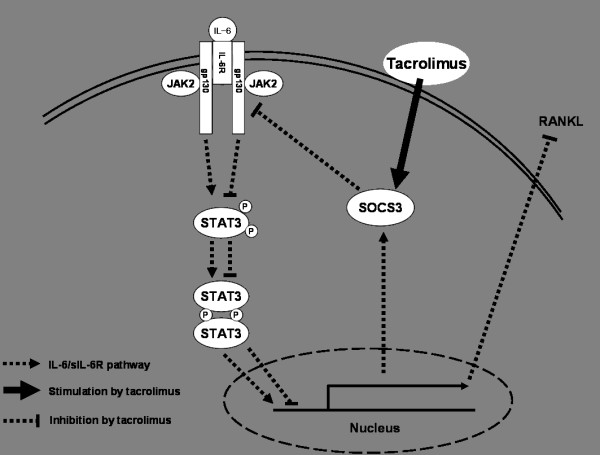 IL-6
IL-6R
gp130
gp130
JAK2
JAK2
Tacrolimus
RANKL
SOCS3
STAT3
P
P
STAT3
P
P
STAT3
IL-6/sIL-6R pathway
Stimulation by tacrolimus
Inhibition by tacrolimus
Nucleus